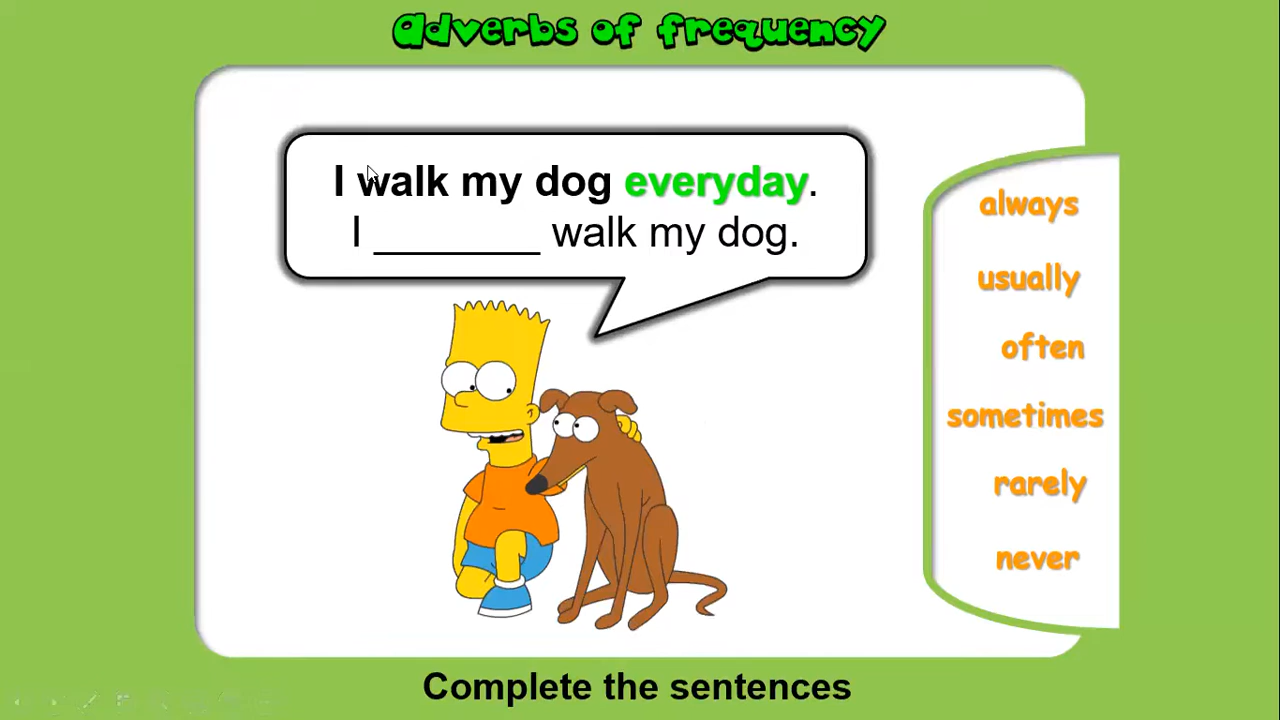 Adverbs of frequency
I walk my dog everyday.
I _______ walk my dog.
always
usually
often
sometimes
rarely
never
Complete the sentences